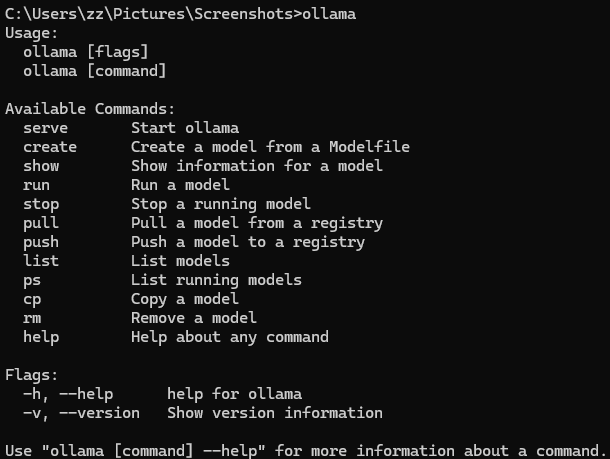 C:\Users\zz\Pictures\Screenshots>ollama
Usage:
  ollama [flags]
  ollama [command]

Available Commands:
  serve       Start ollama
  create      Create a model from a Modelfile
  show        Show information for a model
  run         Run a model
  stop        Stop a running model
  pull        Pull a model from a registry
  push        Push a model to a registry
  list        List models
  ps          List running models
  cp          Copy a model
  rm          Remove a model
  help        Help about any command

Flags:
  -h, --help      help for ollama
  -v, --version   Show version information

Use "ollama [command] --help" for more information about a command.